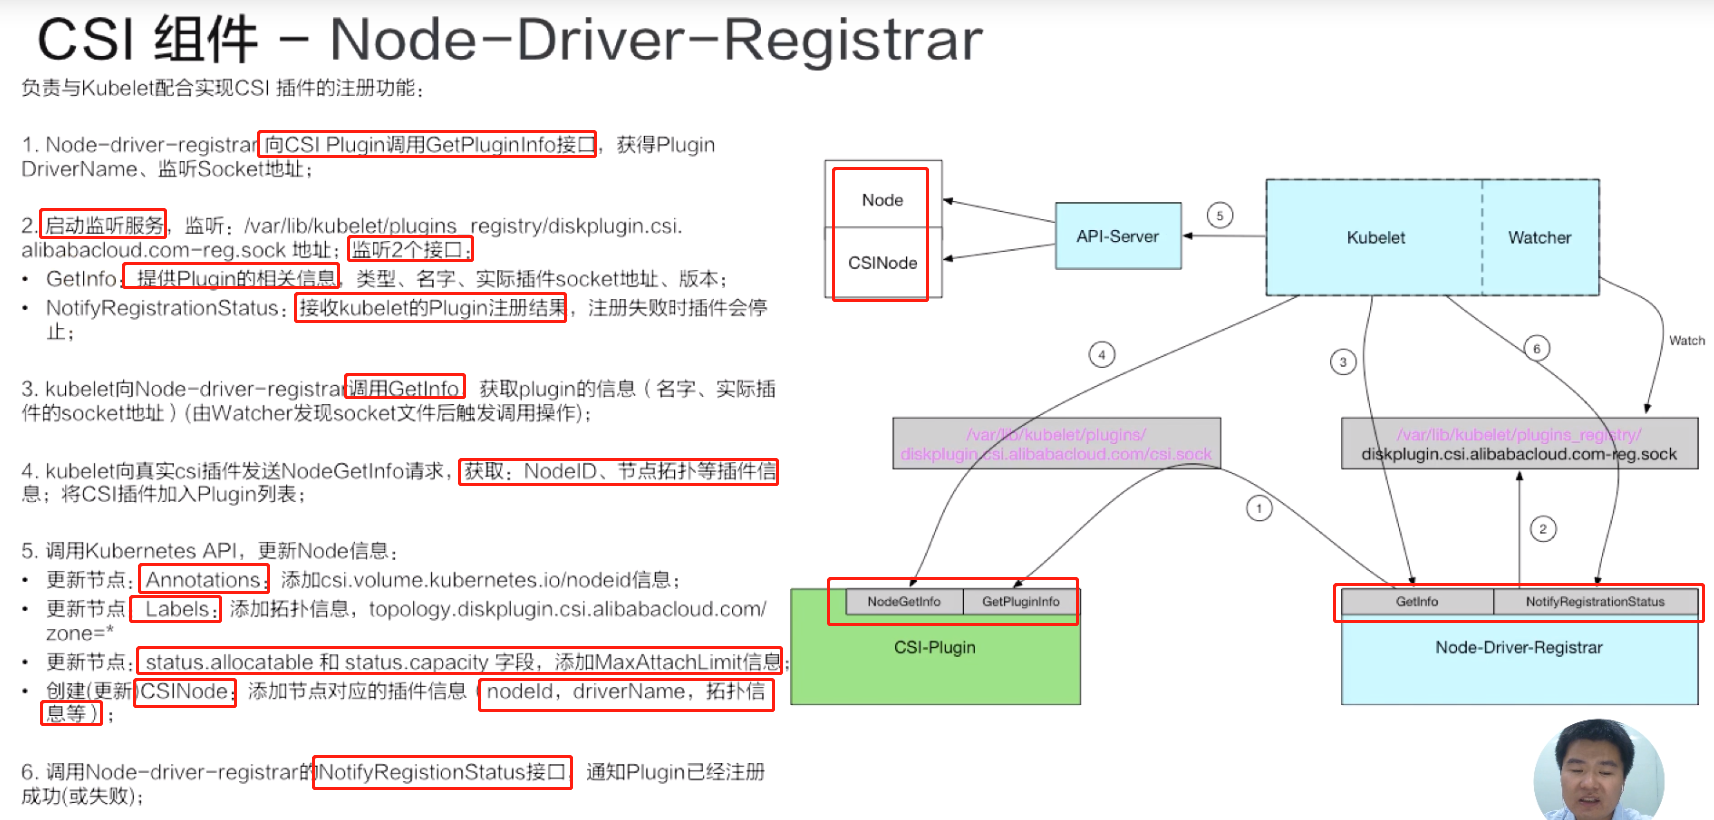 CSI 组件 – Node-Driver-Registrar
负责与Kubelet配合实现CSI 插件的注册功能：
1. Node-driver-registrar 向CSI Plugin调用GetPluginInfo接口，获得Plugin
DriverName、监听Socket地址；
2. 启动监听服务，监听：/var/lib/kubelet/plugins_registry/diskplugin.csi.
alibabacloud.com-reg.sock 地址；监听2个接口；
• GetInfo：提供Plugin的相关信息，类型、名字、实际插件socket地址、版本；
• NotifyRegistrationStatus：接收kubelet的Plugin注册结果，注册失败时插件会停
止；
3. kubelet向Node-driver-registrar调用GetInfo，获取plugin的信息（名字、实际插
件的socket地址）(由Watcher发现socket文件后触发调用操作)；
4. kubelet向真实csi插件发送NodeGetInfo请求，获取：NodeID、节点拓扑等插件信
息；将CSI插件加入Plugin列表；
5. 调用Kubernetes API，更新Node信息：
• 更新节点：Annotations：添加csi.volume.kubernetes.io/nodeid信息；
• 更新节点：Labels：添加拓扑信息，topology.diskplugin.csi.alibabacloud.com/
zone=*
• 更新节点：status.allocatable 和 status.capacity 字段，添加MaxAttachLimit信息；
• 创建(更新)CSINode：添加节点对应的插件信息（nodeId，driverName，拓扑信
息等）；
6. 调用Node-driver-registrar的NotifyRegistionStatus接口，通知Plugin已经注册
成功(或失败)；
Node
CSINode
API-Server
5
Kubelet
Watcher
4
3
6
Watch
/var/lib/kubelet/plugins/
diskplugin.csi.alibabacloud.com/csi.sock
/var/lib/kubelet/plugins_registry/
diskplugin.csi.alibabacloud.com-reg.sock
1
2
NodeGetInfo
GetPluginInfo
CSI-Plugin
GetInfo
NotifyRegistrationStatus
Node-Driver-Registrar